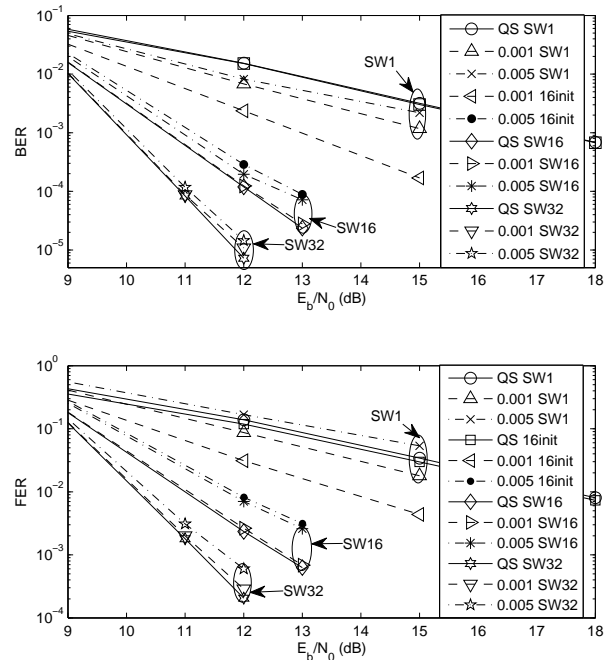 10⁰
10⁻¹
10⁻²
10⁻³
10⁻⁴
10⁻⁵
BER
9 10 11 12 13 14 15 16 17 18
E_b/N_0 (dB)
SW1
SW16
SW32
QS SW1
0.001 SW1
0.005 SW1
0.001 16init
0.005 16init
QS SW16
0.001 SW16
0.005 SW16
QS SW32
0.001 SW32
0.005 SW32
10⁰
10⁻¹
10⁻²
10⁻³
10⁻⁴
FER
9 10 11 12 13 14 15 16 17 18
E_b/N_0 (dB)
SW1
SW16
SW32
QS SW1
0.001 SW1
0.005 SW1
QS 16init
0.001 16init
0.005 16init
QS SW16
0.001 SW16
0.005 SW16
QS SW32
0.001 SW32
0.005 SW32